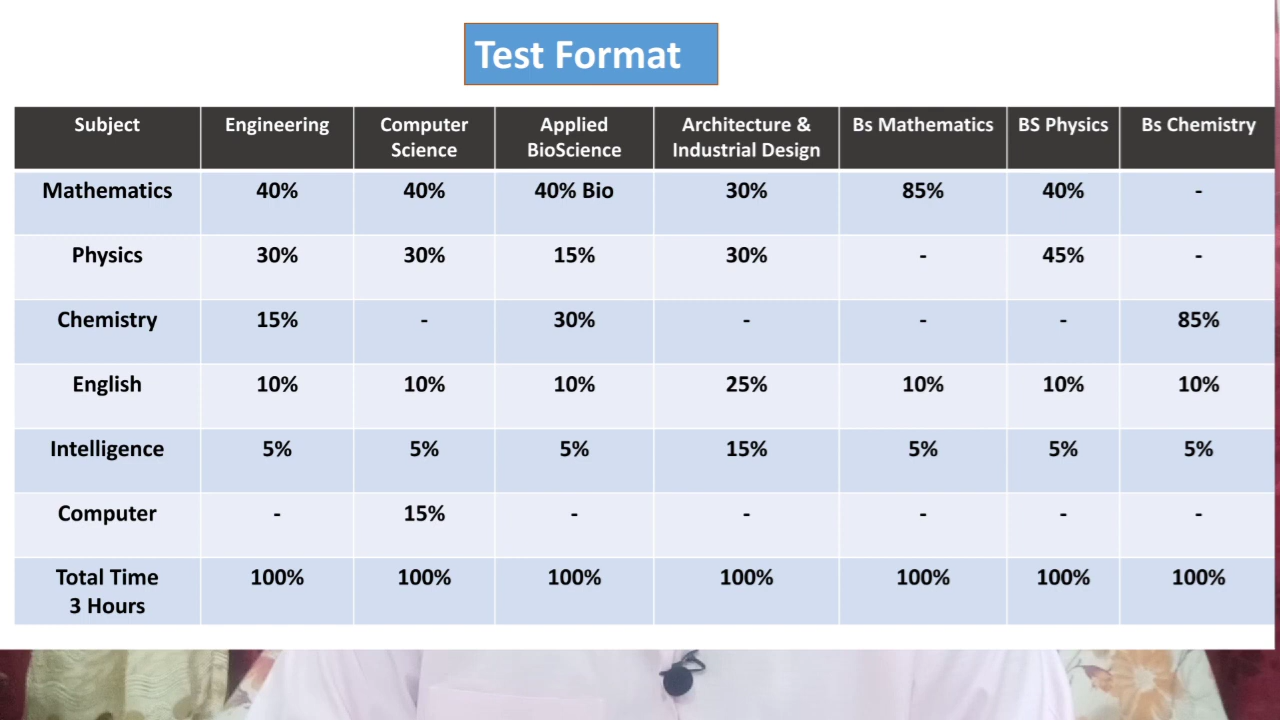 Test Format
Subject Engineering Computer Science Applied BioScience Architecture & Industrial Design Bs Mathematics BS Physics Bs Chemistry
Mathematics 40% 40% 40% Bio 30% 85% 40% -
Physics 30% 30% 15% 30% - 45% -
Chemistry 15% - 30% - - - 85%
English 10% 10% 10% 25% 10% 10% 10%
Intelligence 5% 5% 5% 15% 5% 5% 5%
Computer - 15% - - - - -
Total Time 3 Hours 100% 100% 100% 100% 100% 100% 100%